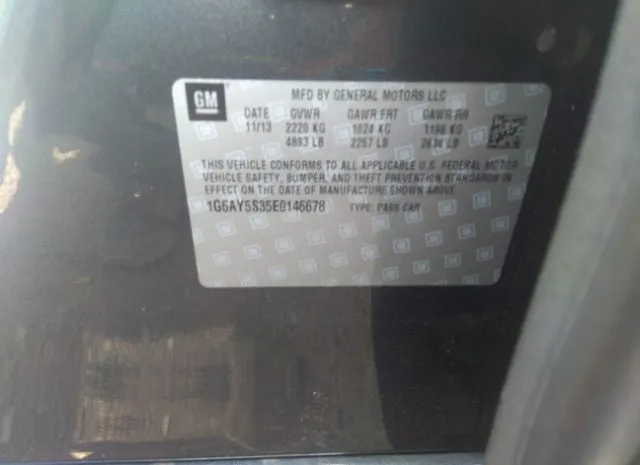 GM
MFD BY GENERAL MOTORS LLC
DATE GVWR GAWR FRT GAWR RR
11/13 2220 KG 1024 KG 1196 KG
4893 LB 2257 LB 2636 LB
THIS VEHICLE CONFORMS TO ALL APPLICABLE U.S. FEDERAL MOTOR
VEHICLE SAFETY, BUMPER, AND THEFT PREVENTION STANDARDS
IN EFFECT ON THE DATE OF MANUFACTURE SHOWN ABOVE.
1G6AY5S35E0146678 TYPE: PASS CAR